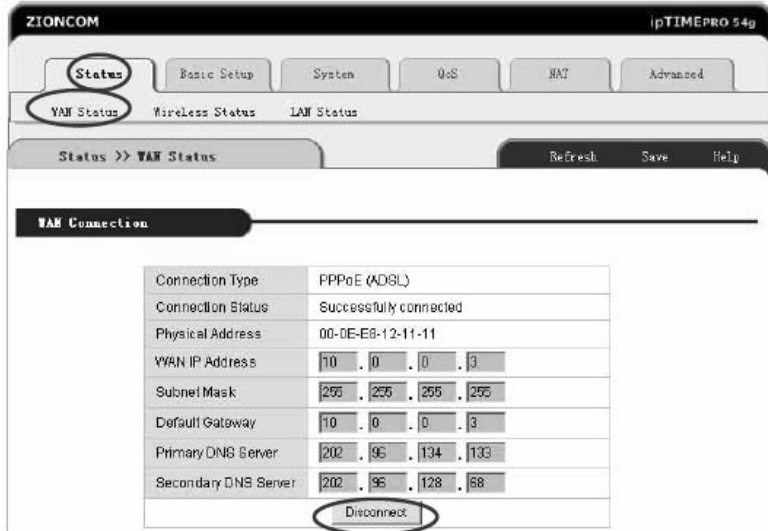 ZIONCOM ipTIMEPRO 54g
Status Basic Setup System QoS NAT Advanced
WAN Status Wireless Status LAN Status
Status >> WAN Status Refresh Save Help
WAN Connection
Connection Type PPPoE (ADSL)
Connection Status Successfully connected
Physical Address 00-0E-E8-12-11-11
WAN IP Address 10 . 0 . 0 . 3
Subnet Mask 255 . 255 . 255 . 255
Default Gateway 10 . 0 . 0 . 3
Primary DNS Server 202 . 96 . 134 . 133
Secondary DNS Server 202 . 96 . 128 . 68
Disconnect